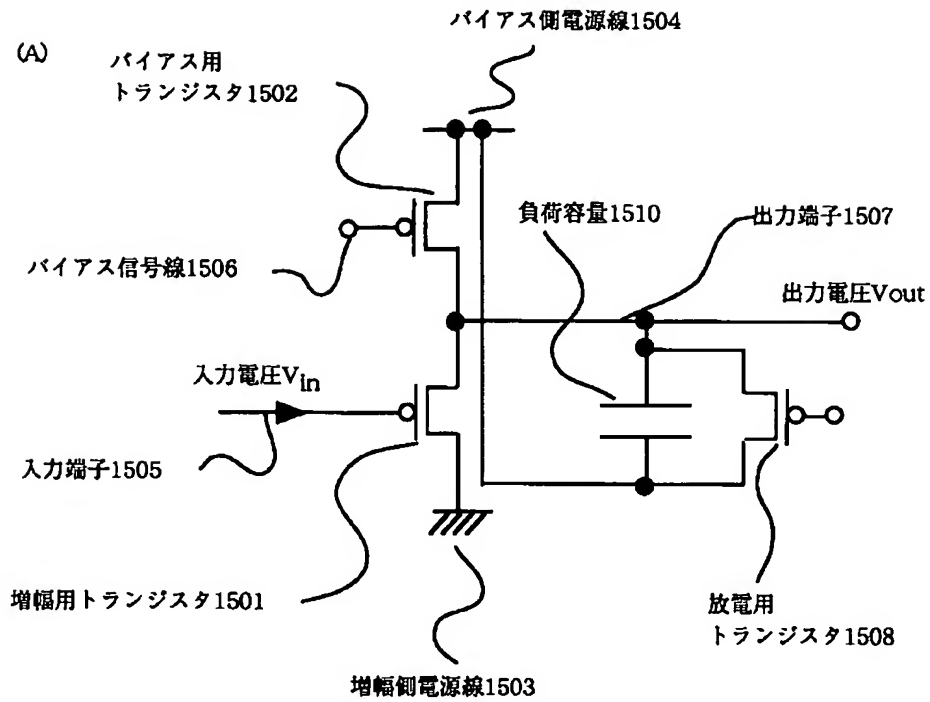 (A)
バイアス側電源線1504
バイアス用
トランジスタ1502
負荷容量1510
出力端子1507
バイアス信号線1506
出力電圧Vout
入力電圧Vin
入力端子1505
増幅用トランジスタ1501
放電用
トランジスタ1508
増幅側電源線1503